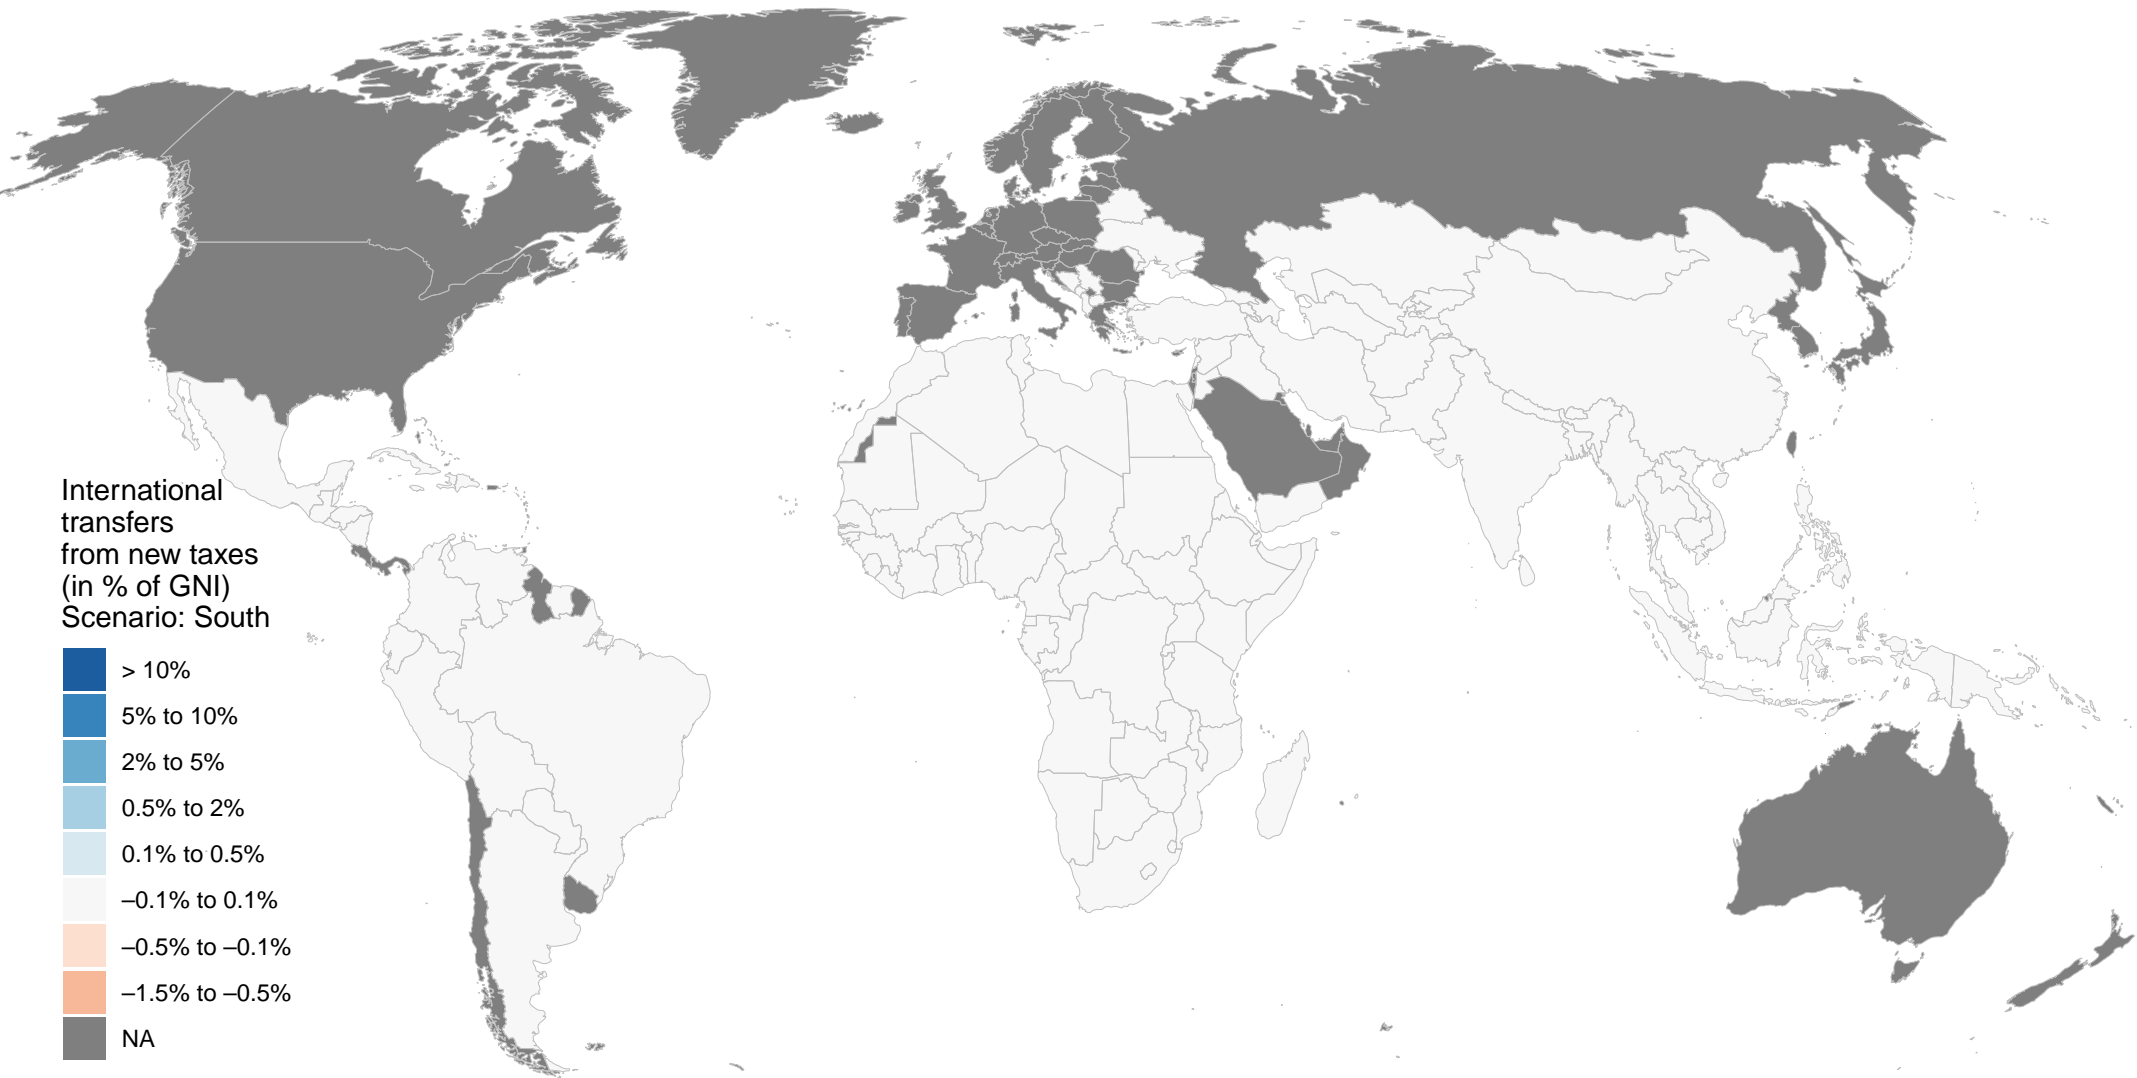 International
transfers
from new taxes
(in % of GNI)
Scenario: South
> 10%
5% to 10%
2% to 5%
0.5% to 2%
0.1% to 0.5%
–0.1% to 0.1%
–0.5% to –0.1%
–1.5% to –0.5%
NA